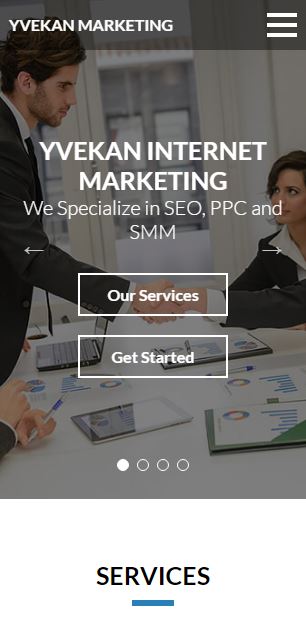 YVEKAN MARKETING
YVEKAN INTERNET
MARKETING
We Specialize in SEO, PPC and
SMM
Our Services
Get Started
SERVICES